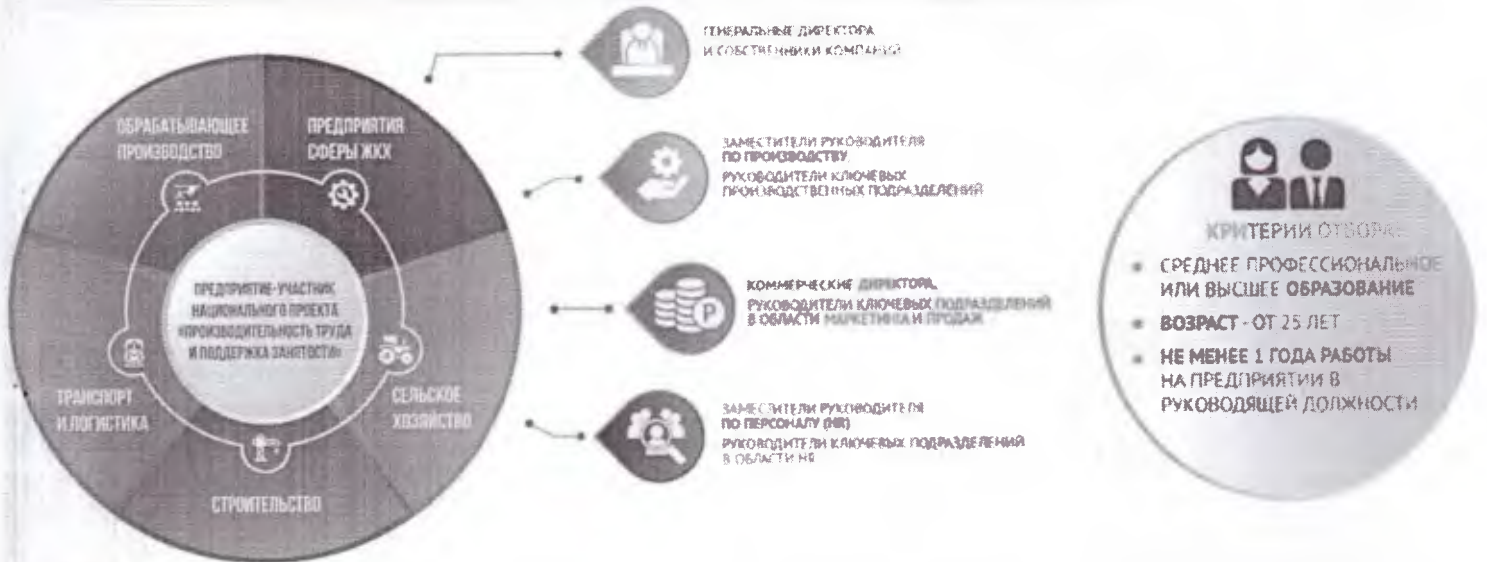 ОБРАБАТЫВАЮЩЕЕ
ПРОИЗВОДСТВО
ПРЕДПРИЯТИЯ
СФЕРЫ ЖКХ
ПРЕДПРИЯТИЕ-УЧАСТНИК
НАЦИОНАЛЬНОГО ПРОЕКТА
«ПРОИЗВОДИТЕЛЬНОСТЬ ТРУДА
И ПОДДЕРЖКА ЗАНЯТОСТИ»
ТРАНСПОРТ
И ЛОГИСТИКА
СЕЛЬСКОЕ
ХОЗЯЙСТВО
СТРОИТЕЛЬСТВО
ГЕНЕРАЛЬНЫЕ ДИРЕКТОРА
И СОБСТВЕННИКИ КОМПАНИЙ
ЗАМЕСТИТЕЛИ РУКОВОДИТЕЛЯ
ПО ПРОИЗВОДСТВУ,
РУКОВОДИТЕЛИ КЛЮЧЕВЫХ
ПРОИЗВОДСТВЕННЫХ ПОДРАЗДЕЛЕНИЙ
Р
КОММЕРЧЕСКИЕ ДИРЕКТОРА,
РУКОВОДИТЕЛИ КЛЮЧЕВЫХ ПОДРАЗДЕЛЕНИЙ
В ОБЛАСТИ МАРКЕТИНГА И ПРОДАЖ
ЗАМЕСТИТЕЛИ РУКОВОДИТЕЛЯ
ПО ПЕРСОНАЛУ (HR)
РУКОВОДИТЕЛИ КЛЮЧЕВЫХ ПОДРАЗДЕЛЕНИЙ
В ОБЛАСТИ HR
КРИТЕРИИ ОТБОРА:
• СРЕДНЕЕ ПРОФЕССИОНАЛЬНОЕ
ИЛИ ВЫСШЕЕ ОБРАЗОВАНИЕ
• ВОЗРАСТ - ОТ 25 ЛЕТ
• НЕ МЕНЕЕ 1 ГОДА РАБОТЫ
НА ПРЕДПРИЯТИИ В
РУКОВОДЯЩЕЙ ДОЛЖНОСТИ